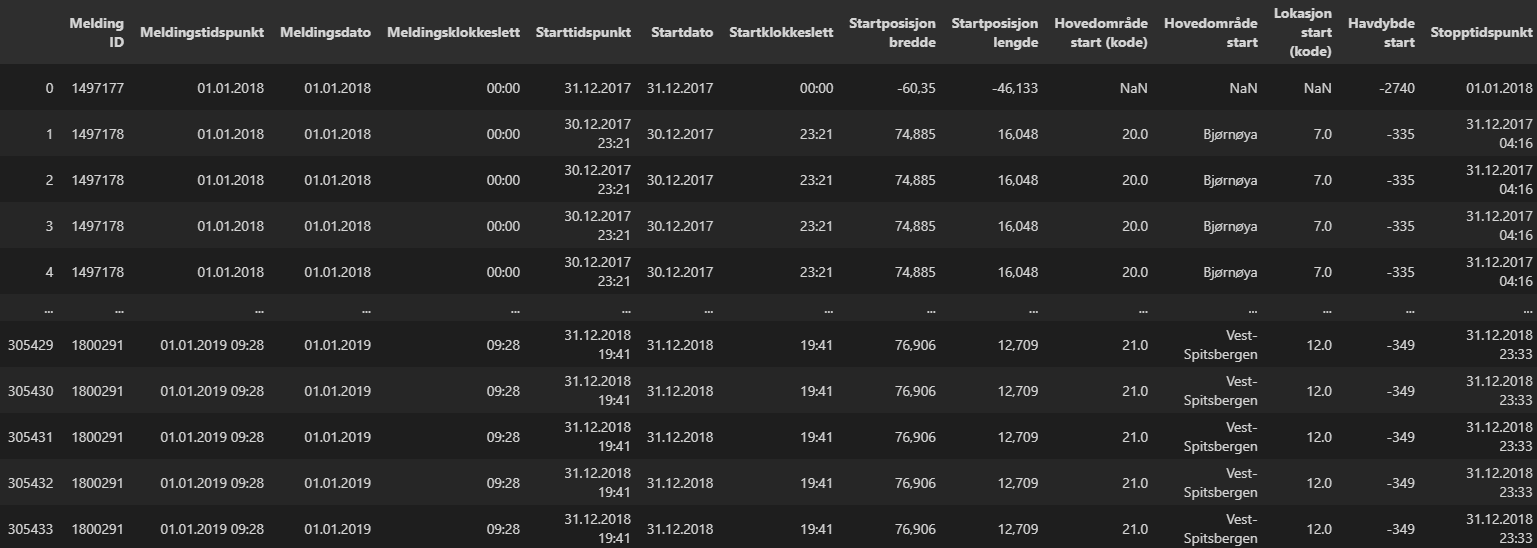 Melding ID Meldingstidspunkt Meldingsdato Meldingsklokkeslett Starttidspunkt Startdato Startklokkeslett Startposisjon bredde Startposisjon lengde Hovedområde start (kode) Hovedområde start Lokasjon start (kode) Havdybde start Stopptidspunkt
0 1497177 01.01.2018 01.01.2018 00:00 31.12.2017 31.12.2017 00:00 -60,35 -46,133 NaN NaN NaN -2740 01.01.2018
1 1497178 01.01.2018 01.01.2018 00:00 30.12.2017 23:21 30.12.2017 23:21 74,885 16,048 20.0 Bjørnøya 7.0 -335 31.12.2017 04:16
2 1497178 01.01.2018 01.01.2018 00:00 30.12.2017 23:21 30.12.2017 23:21 74,885 16,048 20.0 Bjørnøya 7.0 -335 31.12.2017 04:16
3 1497178 01.01.2018 01.01.2018 00:00 30.12.2017 23:21 30.12.2017 23:21 74,885 16,048 20.0 Bjørnøya 7.0 -335 31.12.2017 04:16
4 1497178 01.01.2018 01.01.2018 00:00 30.12.2017 23:21 30.12.2017 23:21 74,885 16,048 20.0 Bjørnøya 7.0 -335 31.12.2017 04:16
... ... ... ... ... ... ... ... ... ... ... ... ... ... ...
305429 1800291 01.01.2019 09:28 01.01.2019 09:28 31.12.2018 19:41 31.12.2018 19:41 76,906 12,709 21.0 Vest-Spitsbergen 12.0 -349 31.12.2018 23:33
305430 1800291 01.01.2019 09:28 01.01.2019 09:28 31.12.2018 19:41 31.12.2018 19:41 76,906 12,709 21.0 Vest-Spitsbergen 12.0 -349 31.12.2018 23:33
305431 1800291 01.01.2019 09:28 01.01.2019 09:28 31.12.2018 19:41 31.12.2018 19:41 76,906 12,709 21.0 Vest-Spitsbergen 12.0 -349 31.12.2018 23:33
305432 1800291 01.01.2019 09:28 01.01.2019 09:28 31.12.2018 19:41 31.12.2018 19:41 76,906 12,709 21.0 Vest-Spitsbergen 12.0 -349 31.12.2018 23:33
305433 1800291 01.01.2019 09:28 01.01.2019 09:28 31.12.2018 19:41 31.12.2018 19:41 76,906 12,709 21.0 Vest-Spitsbergen 12.0 -349 31.12.2018 23:33